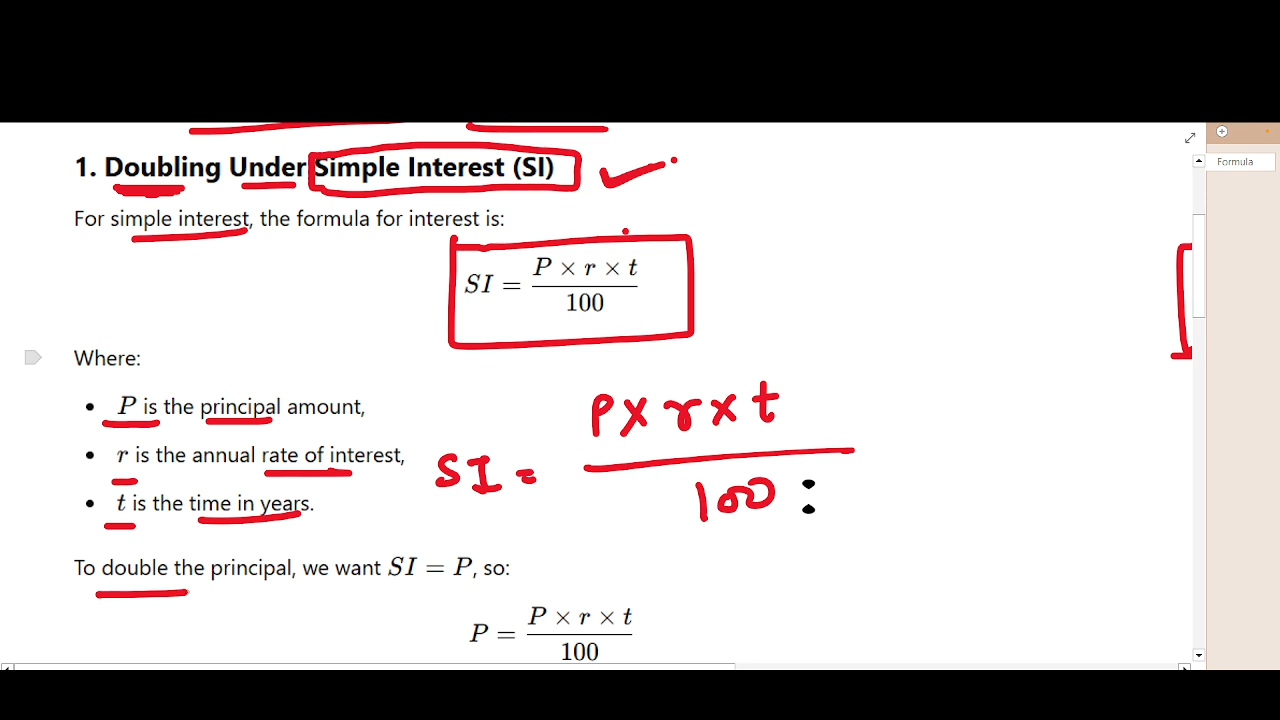 1. Doubling Under Simple Interest (SI)
Formula
For simple interest, the formula for interest is:
SI = P × r × t / 100
Where:
• P is the principal amount,
• r is the annual rate of interest,
• t is the time in years.
SI = P × r × t / 100 :
To double the principal, we want SI = P, so:
P = P × r × t / 100